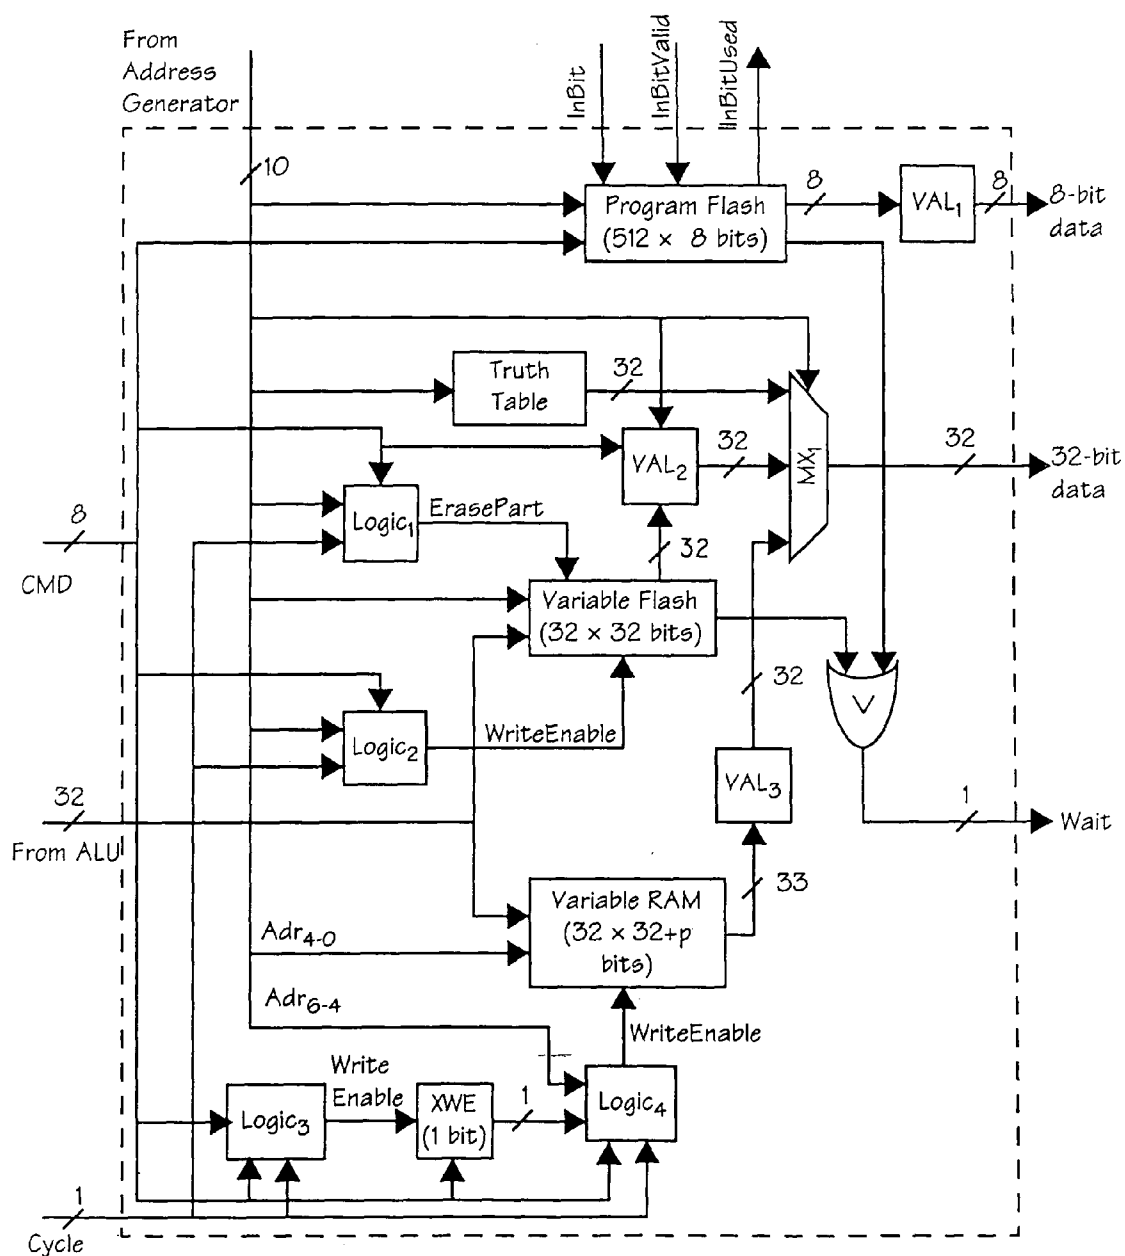 From
Address
Generator
InBit
InBitValid
InBitUsed
10
Program Flash
(512 × 8 bits)
8
VAL1
8
8-bit
data
Truth
Table
32
VAL2
32
MX1
32
32-bit
data
8
CMD
Logic1
ErasePart
32
Variable Flash
(32 × 32 bits)
32
V
Logic2
WriteEnable
VAL3
32
From ALU
1
Wait
33
Variable RAM
(32 × 32+p
bits)
Adr4-0
Adr6-4
WriteEnable
Write
Enable
Logic3
XWE
(1 bit)
1
Logic4
1
Cycle